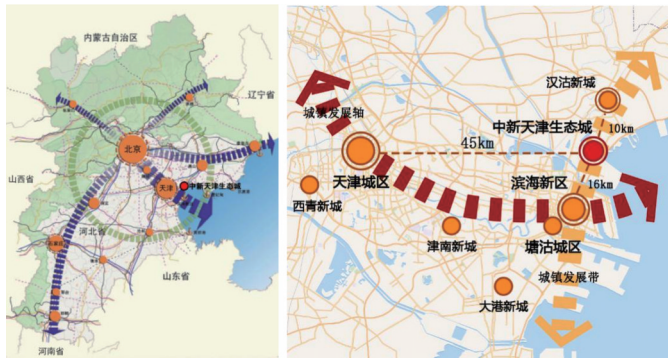 内蒙古自治区
辽宁省
北京
山西省
天津
中新天津生态城
河北省
山东省
河南省
汉沽新城
城镇发展轴
中新天津生态城
10km
45km
天津城区
滨海新区
16km
西青新城
津南新城
塘沽城区
城镇发展带
大港新城